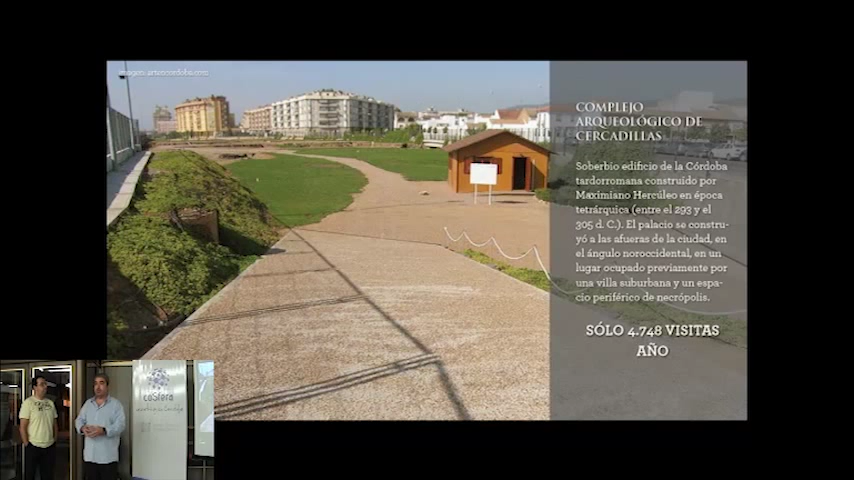 imagen: arteencordoba.com
COMPLEJO
ARQUEOLÓGICO DE
CERCADILLAS
Soberbio edificio de la Córdoba
tardorromana construido por
Maximiano Hercúleo en época
tetrárquica (entre el 293 y el
305 d. C.). El palacio se constru-
yó a las afueras de la ciudad, en
el ángulo noroccidental, en un
lugar ocupado previamente por
una villa suburbana y un espa-
cio periférico de necrópolis.
SÓLO 4.748 VISITAS
AÑO
coSfera